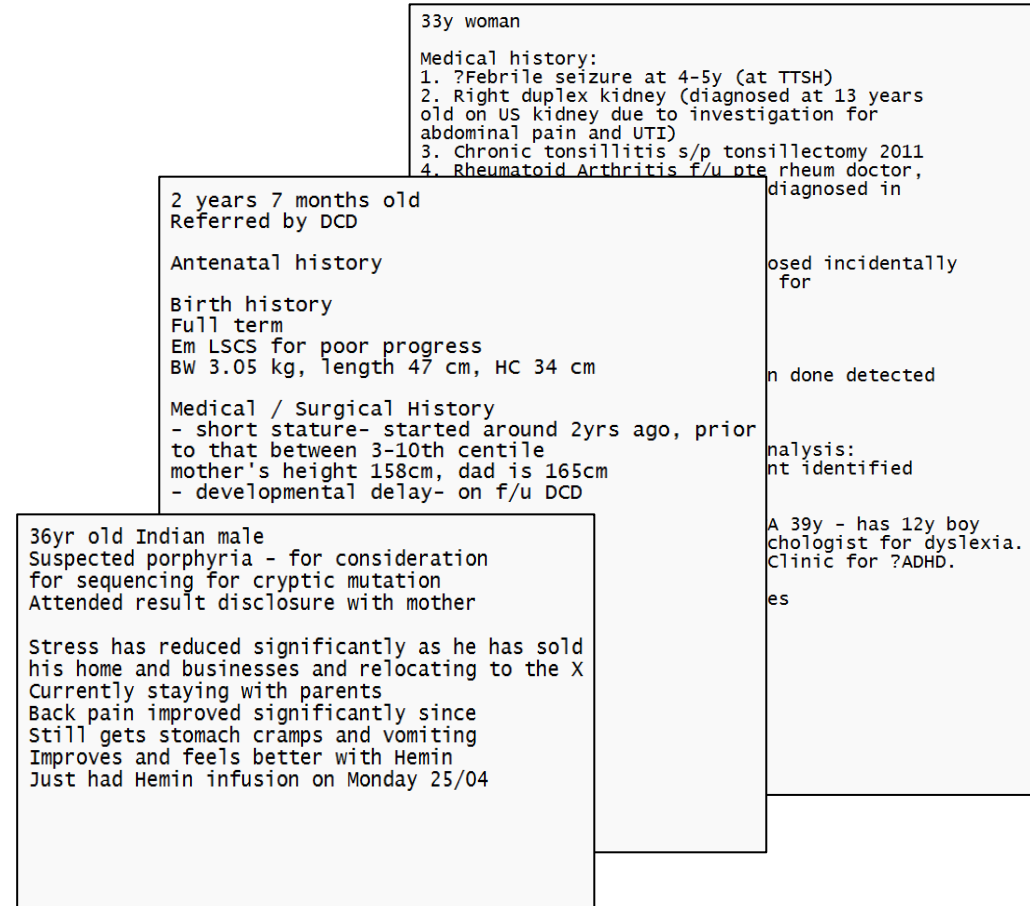 33y woman
Medical history:
1. ?Febrile seizure at 4-5y (at TTSH)
2. Right duplex kidney (diagnosed at 13 years
old on US kidney due to investigation for
abdominal pain and UTI)
3. Chronic tonsillitis s/p tonsillectomy 2011
4. Rheumatoid Arthritis f/u pte rheum doctor,
diagnosed in
osed incidentally
for
n done detected
nalysis:
nt identified
A 39y - has 12y boy
chologist for dyslexia.
Clinic for ?ADHD.
es
2 years 7 months old
Referred by DCD
Antenatal history
Birth history
Full term
Em LSCS for poor progress
BW 3.05 kg, length 47 cm, HC 34 cm
Medical / Surgical History
- short stature- started around 2yrs ago, prior
to that between 3-10th centile
mother's height 158cm, dad is 165cm
- developmental delay- on f/u DCD
36yr old Indian male
Suspected porphyria - for consideration
for sequencing for cryptic mutation
Attended result disclosure with mother
Stress has reduced significantly as he has sold
his home and businesses and relocating to the X
Currently staying with parents
Back pain improved significantly since
Still gets stomach cramps and vomiting
Improves and feels better with Hemin
Just had Hemin infusion on Monday 25/04